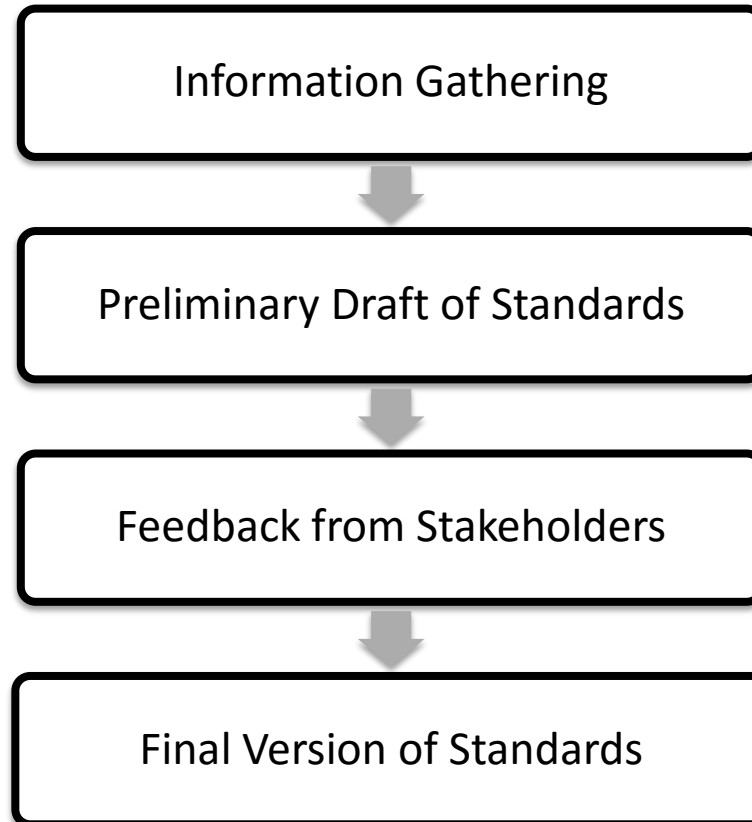 Information Gathering
Preliminary Draft of Standards
Feedback from Stakeholders
Final Version of Standards